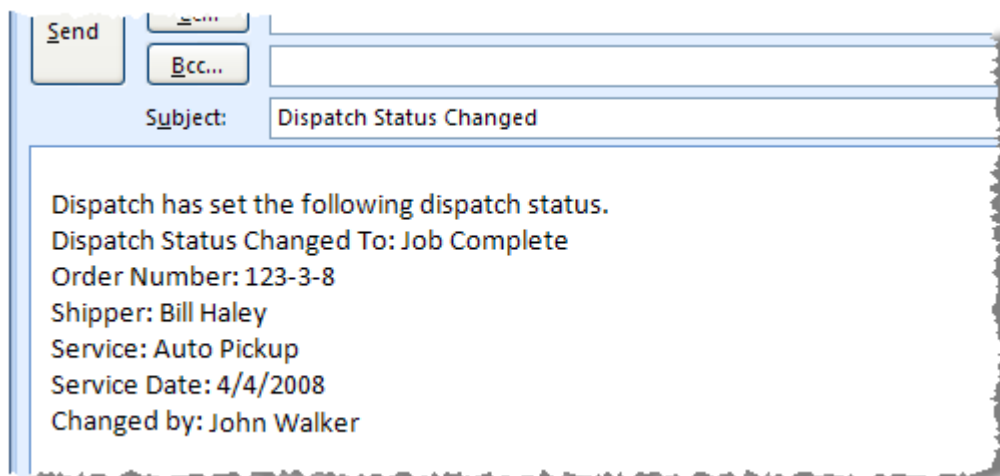 Send
Bcc...
Subject: Dispatch Status Changed
Dispatch has set the following dispatch status.
Dispatch Status Changed To: Job Complete
Order Number: 123-3-8
Shipper: Bill Haley
Service: Auto Pickup
Service Date: 4/4/2008
Changed by: John Walker